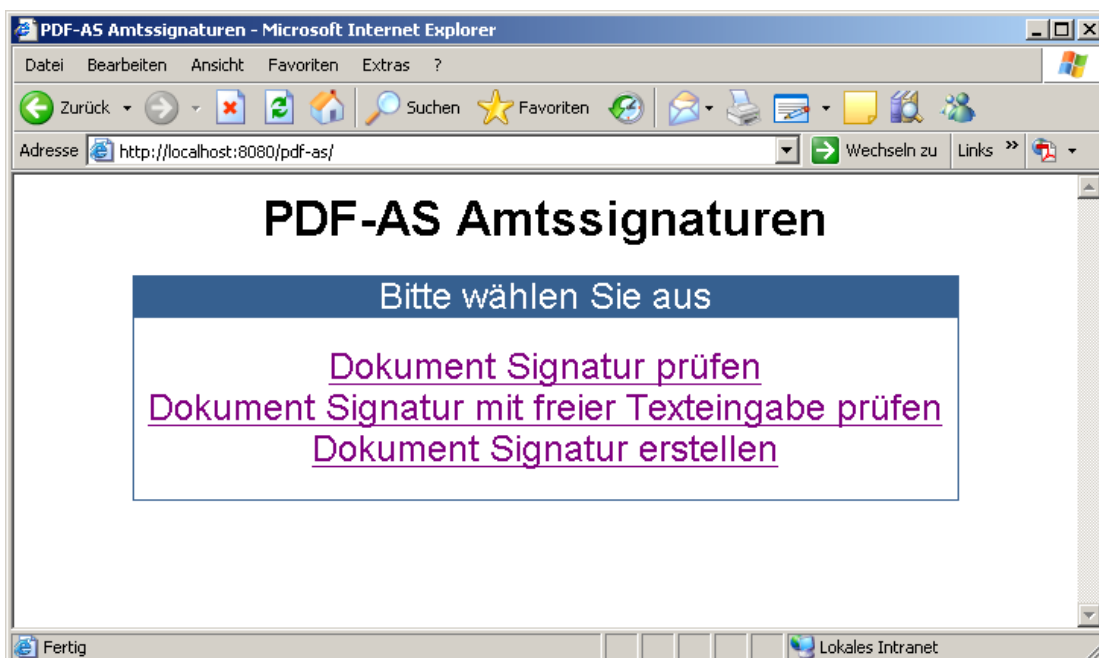 PDF-AS Amtssignaturen - Microsoft Internet Explorer
Datei Bearbeiten Ansicht Favoriten Extras ?
Zurück Suchen Favoriten
Adresse http://localhost:8080/pdf-as/ Wechseln zu Links »
PDF-AS Amtssignaturen
Bitte wählen Sie aus
Dokument Signatur prüfen
Dokument Signatur mit freier Texteingabe prüfen
Dokument Signatur erstellen
Fertig Lokales Intranet